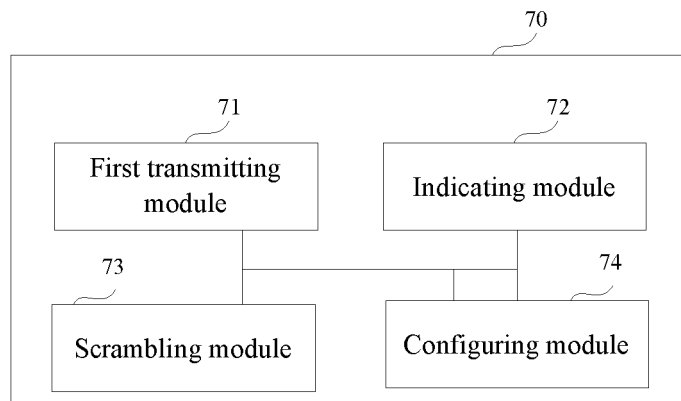 70
71
72
First transmitting
module
Indicating module
73
74
Scrambling module
Configuring module